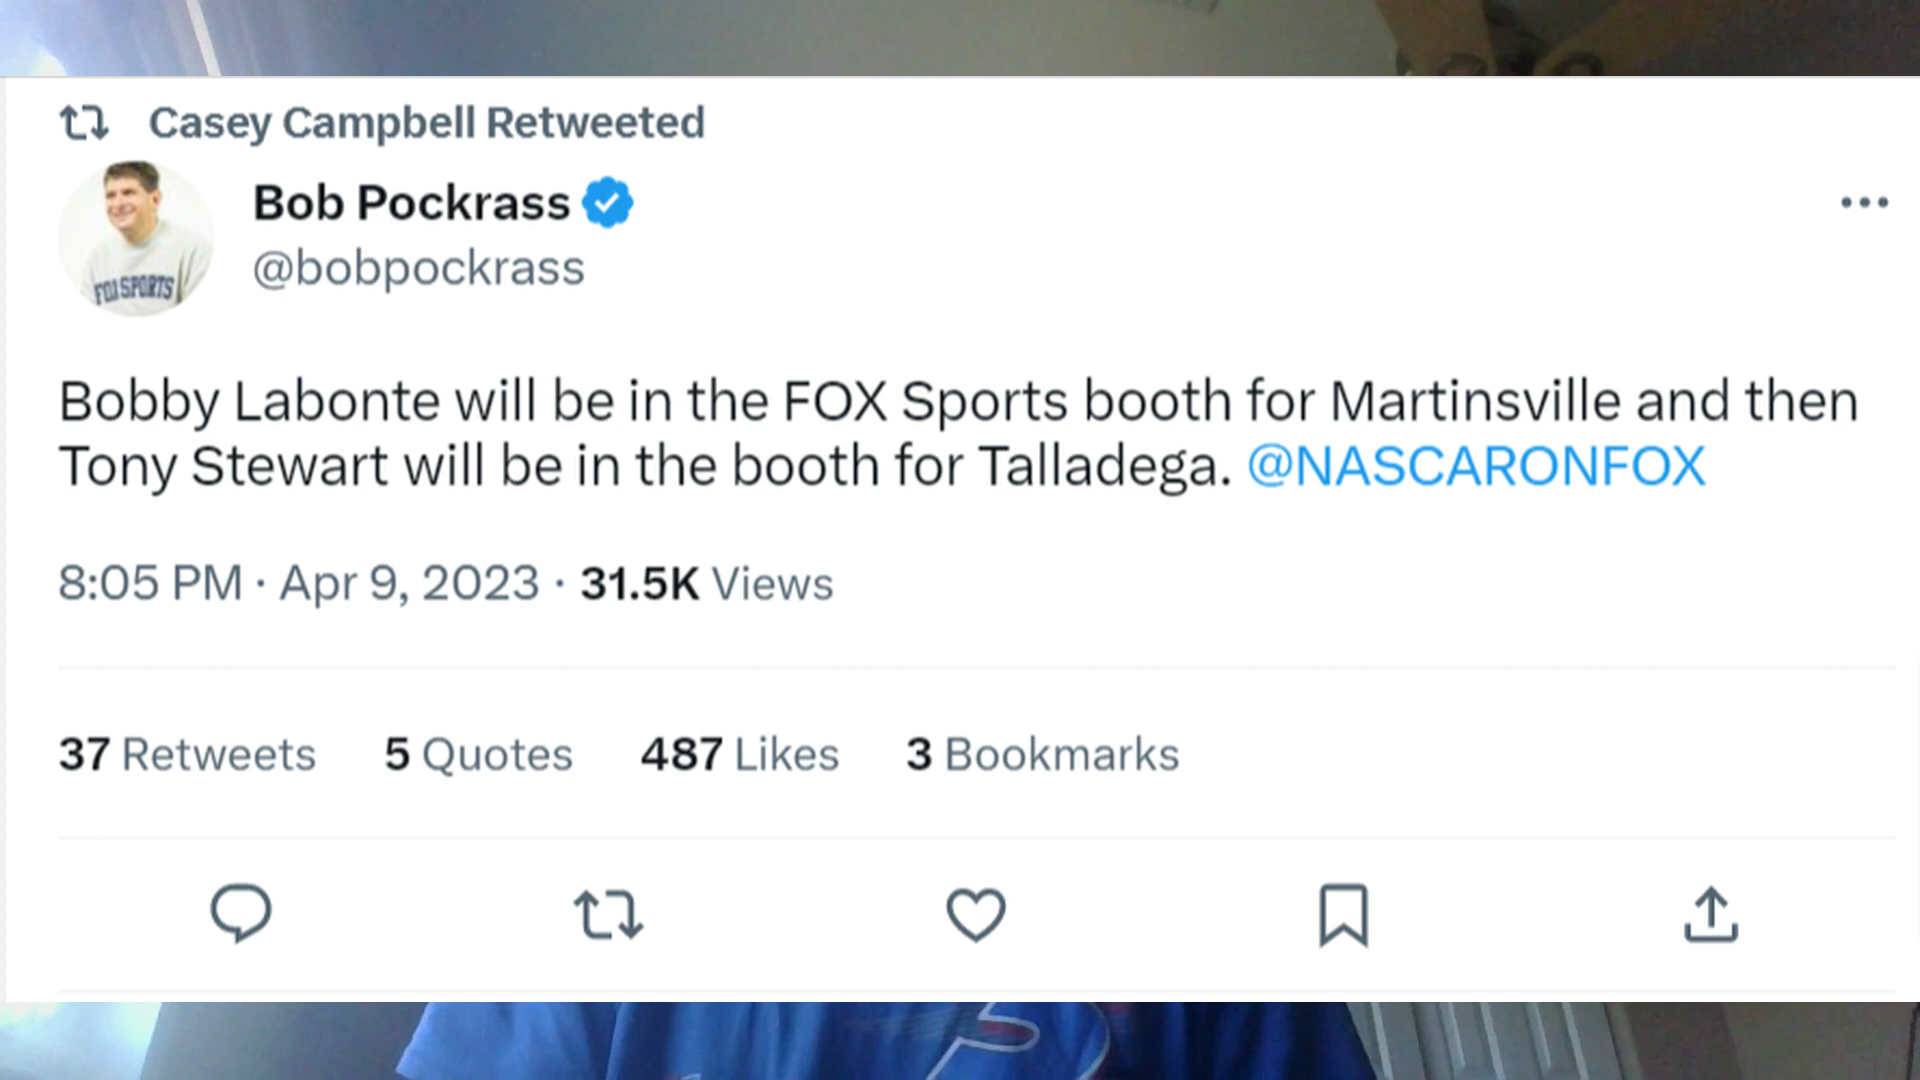 Casey Campbell Retweeted
Bob Pockrass
@bobpockrass
FOX SPORTS
Bobby Labonte will be in the FOX Sports booth for Martinsville and then
Tony Stewart will be in the booth for Talladega. @NASCARONFOX
8:05 PM · Apr 9, 2023 · 31.5K Views
37 Retweets 5 Quotes 487 Likes 3 Bookmarks